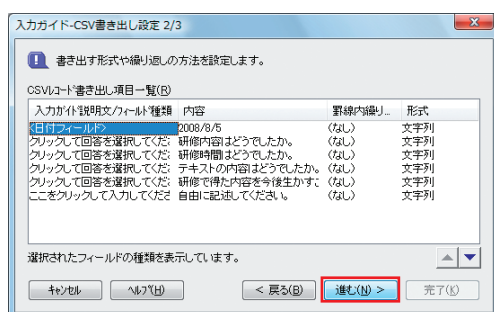 入力ガイド-CSV書き出し設定 2/3
書き出す形式や繰り返しの方法を設定します。
CSVレコード書き出し項目一覧(R)
入力ガイド説明文/フィールド種類 内容 罫線内繰り... 形式
<日付フィールド> 2008/8/5 (なし) 文字列
クリックして回答を選択してくだ 研修内容はどうでしたか。 (なし) 文字列
クリックして回答を選択してくだ 研修時間はどうでしたか。 (なし) 文字列
クリックして回答を選択してくだ テキストの内容はどうでしたか。 (なし) 文字列
クリックして回答を選択してくだ 研修で得た内容を今後生かすこ (なし) 文字列
ここをクリックして入力してくださ 自由に記述してください。 (なし) 文字列
選択されたフィールドの種類を表示しています。
キャンセル ヘルプ(H) < 戻る(B) 進む(N) > 完了(K)